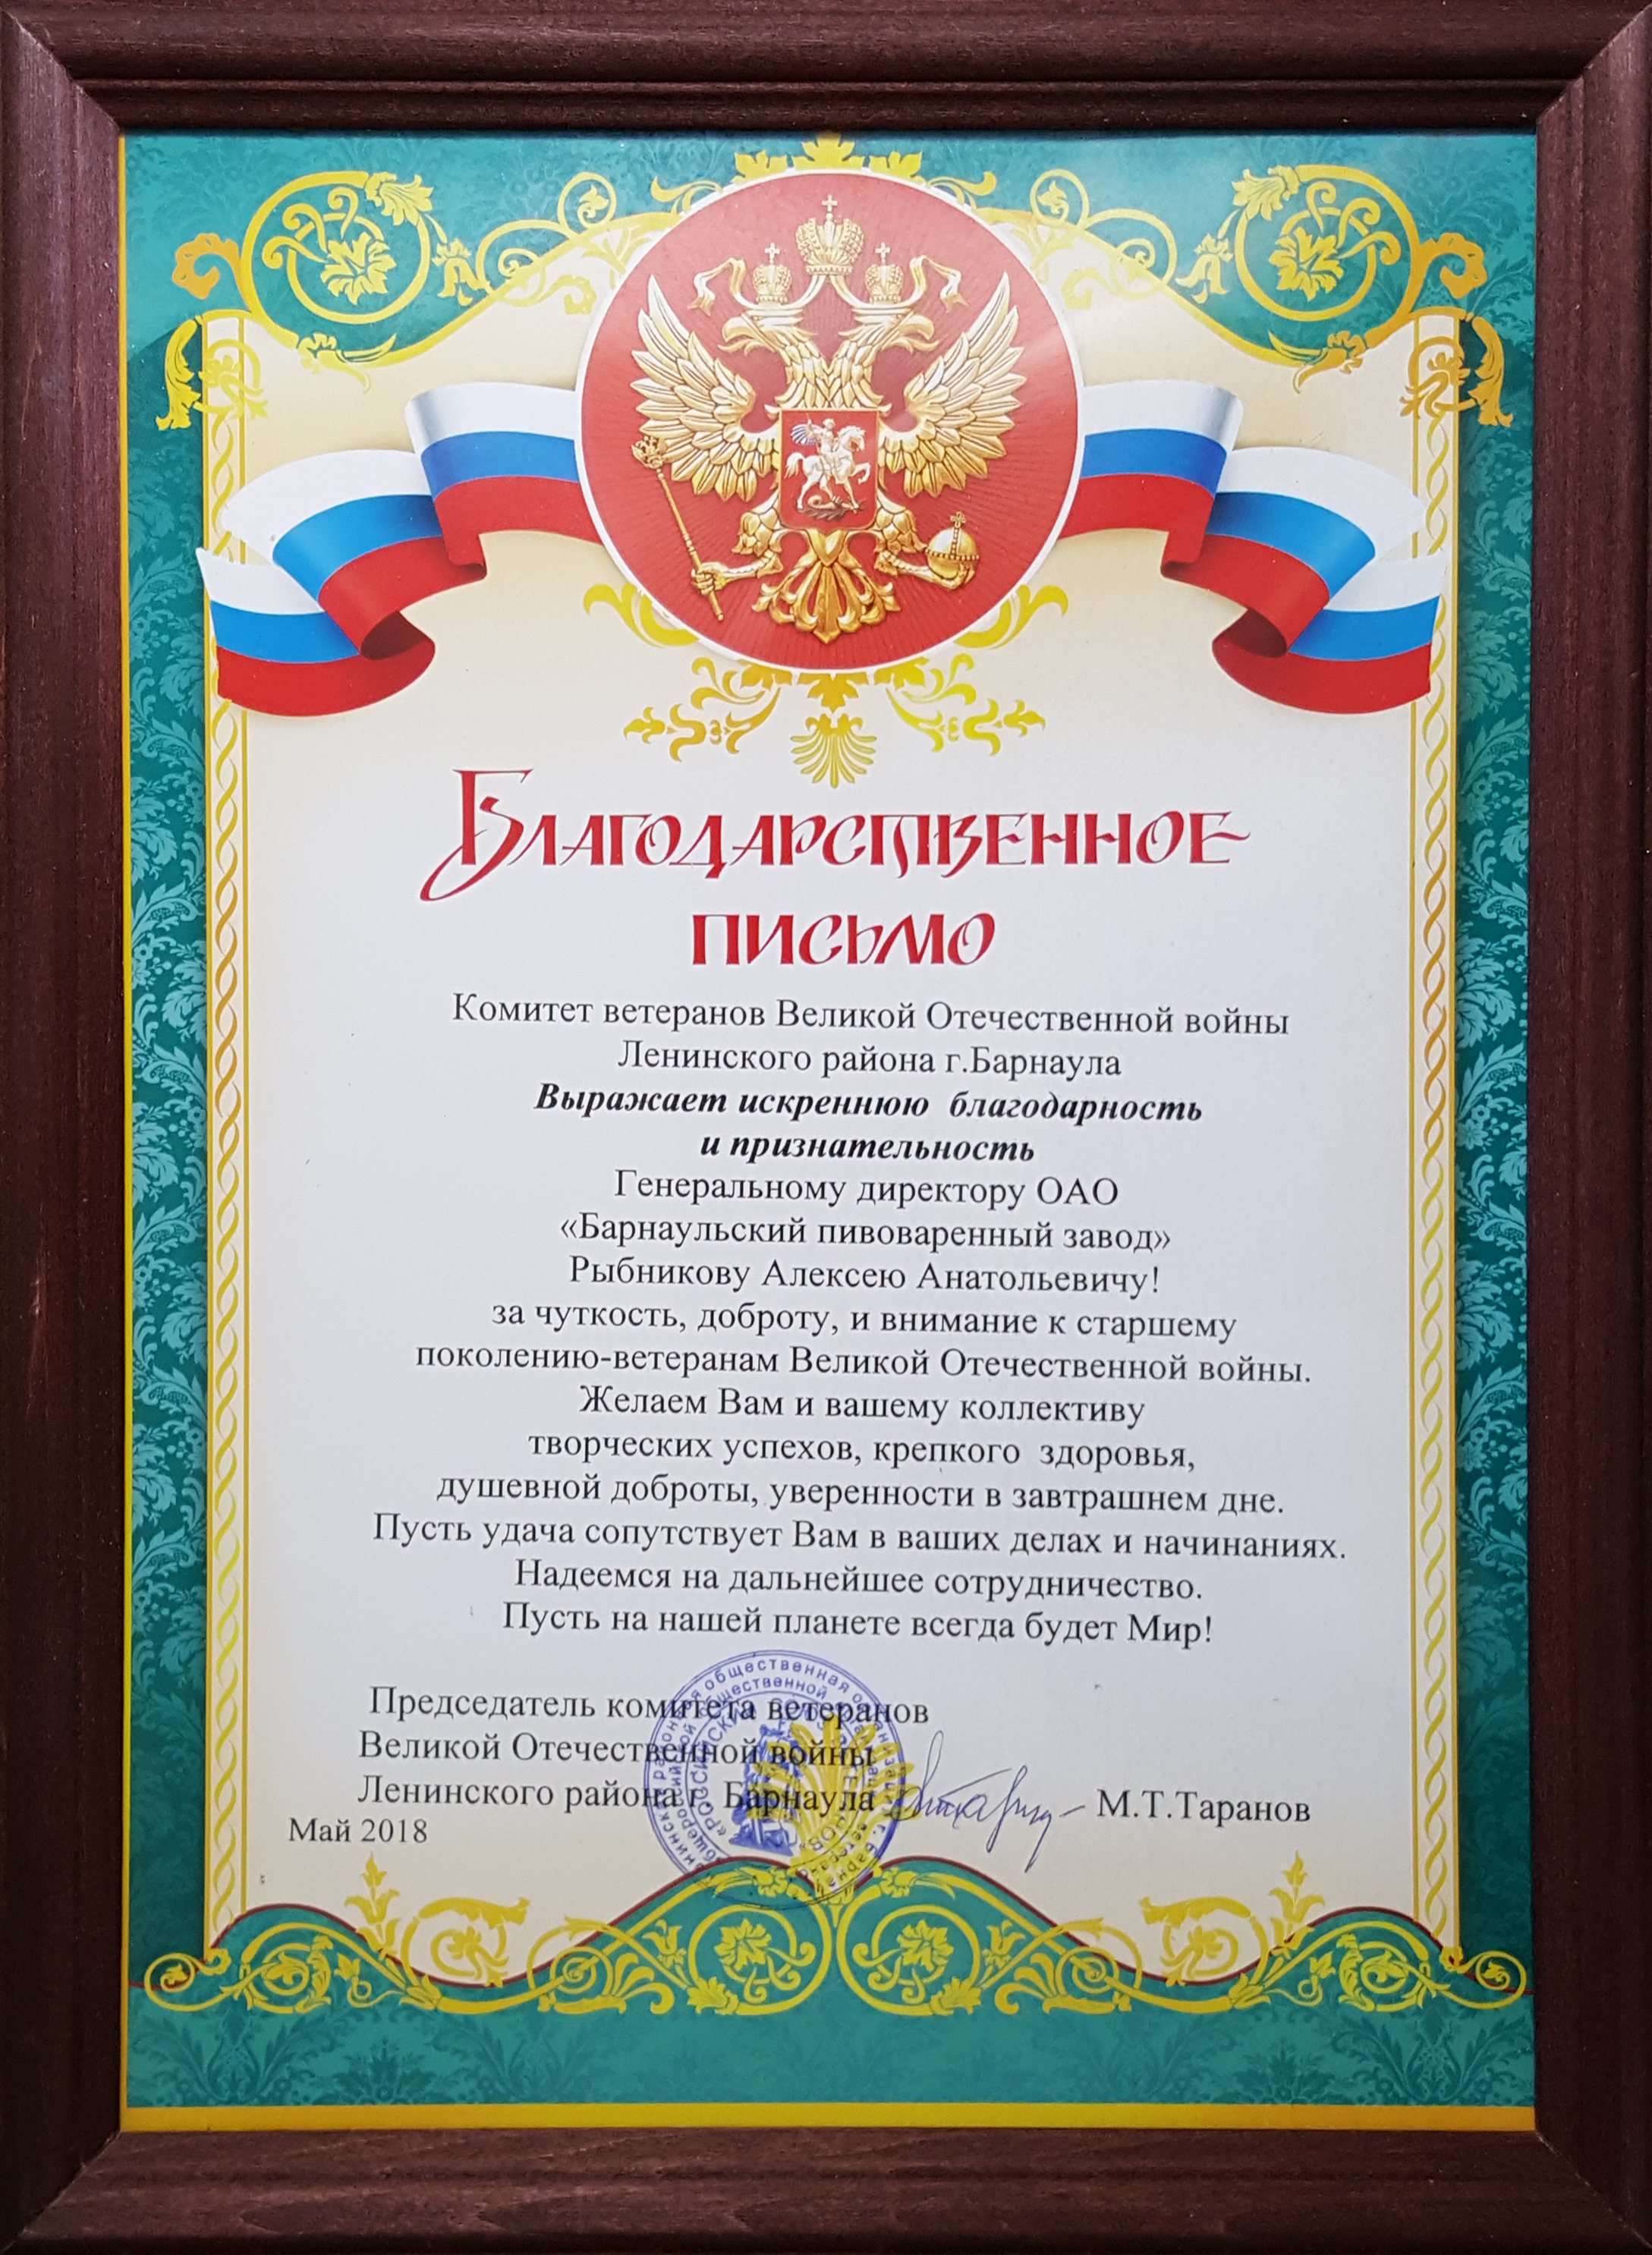 Благодарственное
письмо
Комитет ветеранов Великой Отечественной войны
Ленинского района г.Барнаула
Выражает искреннюю благодарность
и признательность
Генеральному директору ОАО
«Барнаульский пивоваренный завод»
Рыбникову Алексею Анатольевичу!
за чуткость, доброту, и внимание к старшему
поколению-ветеранам Великой Отечественной войны.
Желаем Вам и вашему коллективу
творческих успехов, крепкого здоровья,
душевной доброты, уверенности в завтрашнем дне.
Пусть удача сопутствует Вам в ваших делах и начинаниях.
Надеемся на дальнейшее сотрудничество.
Пусть на нашей планете всегда будет Мир!
Председатель комитета ветеранов
Великой Отечественной войны
Ленинского района г. Барнаула
М.Т.Таранов
Май 2018
районная общественная
общественной